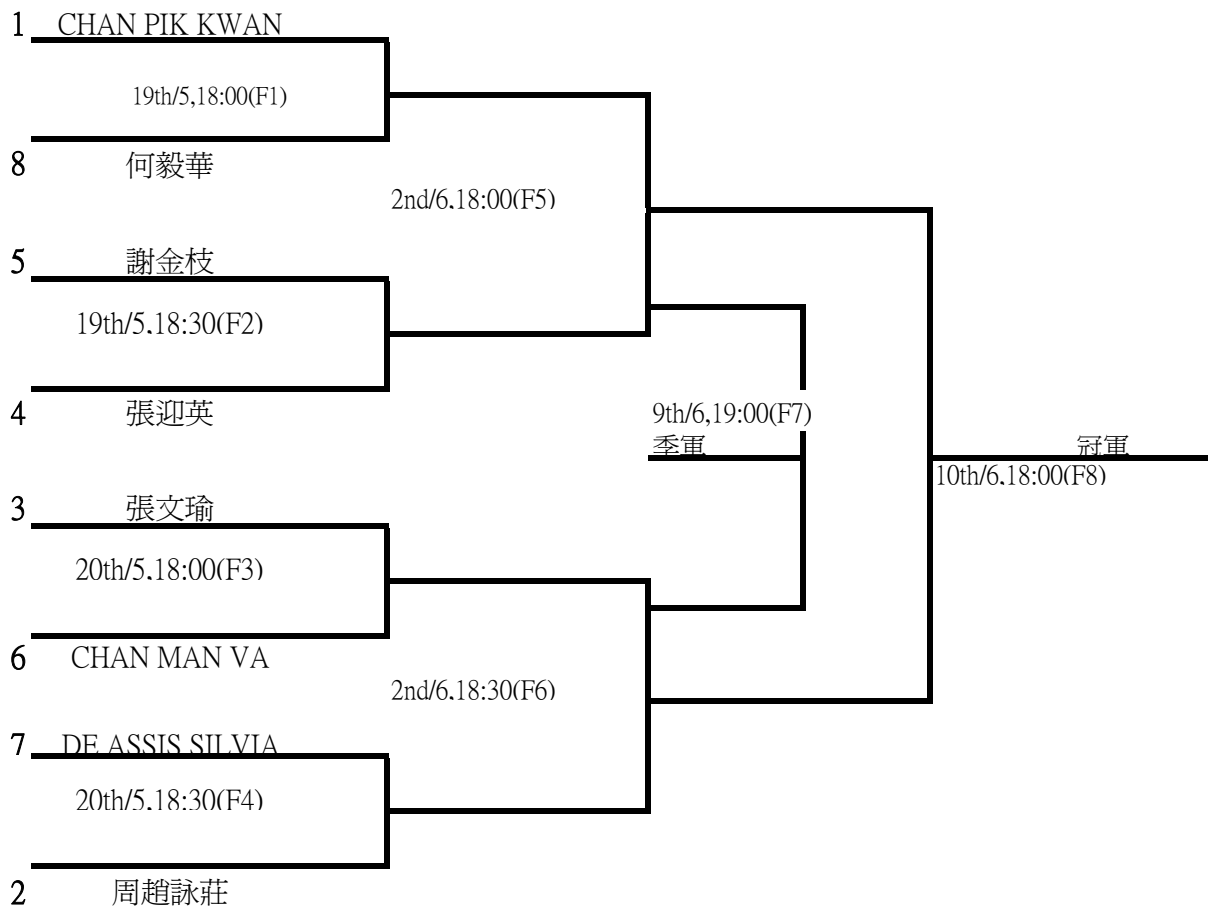 1 CHAN PIK KWAN
19th/5,18:00(F1)
8 何毅華
2nd/6,18:00(F5)
5 謝金枝
19th/5,18:30(F2)
4 張迎英
9th/6,19:00(F7)
季軍
冠軍
10th/6,18:00(F8)
3 張文瑜
20th/5,18:00(F3)
6 CHAN MAN VA
2nd/6,18:30(F6)
7 DE ASSIS SILVIA
20th/5,18:30(F4)
2 周趙詠莊